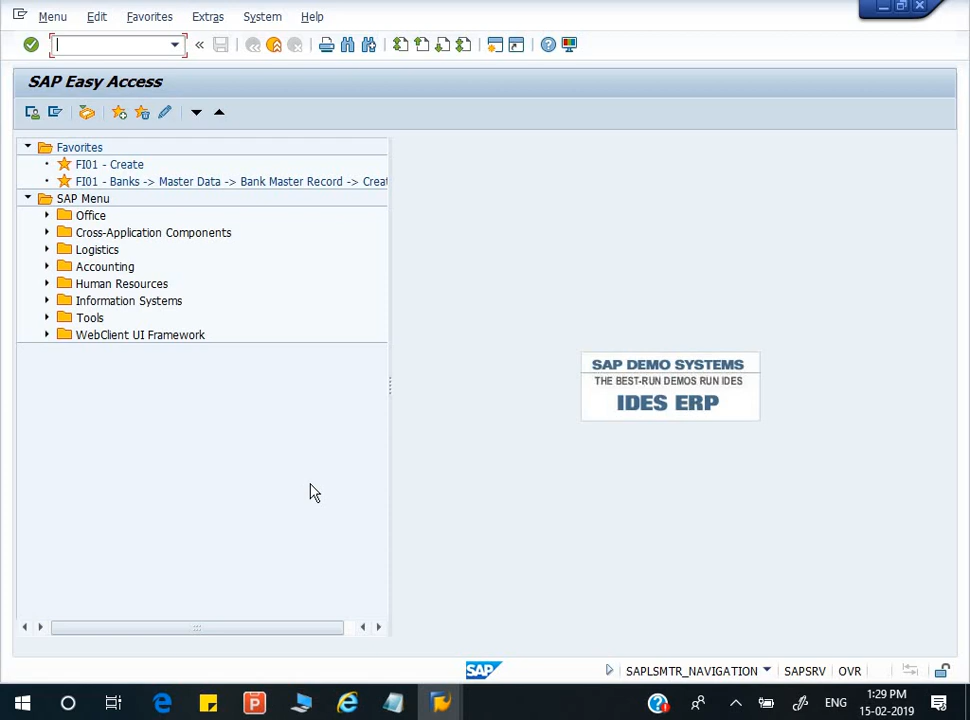 Menu Edit Favorites Extras System Help
SAP Easy Access
Favorites
FI01 - Create
FI01 - Banks -> Master Data -> Bank Master Record -> Creat
SAP Menu
Office
Cross-Application Components
Logistics
Accounting
Human Resources
Information Systems
Tools
WebClient UI Framework
SAP DEMO SYSTEMS
THE BEST-RUN DEMOS RUN IDES
IDES ERP
SAP SAPLSMTR_NAVIGATION SAPSRV OVR
ENG 1:29 PM
15-02-2019